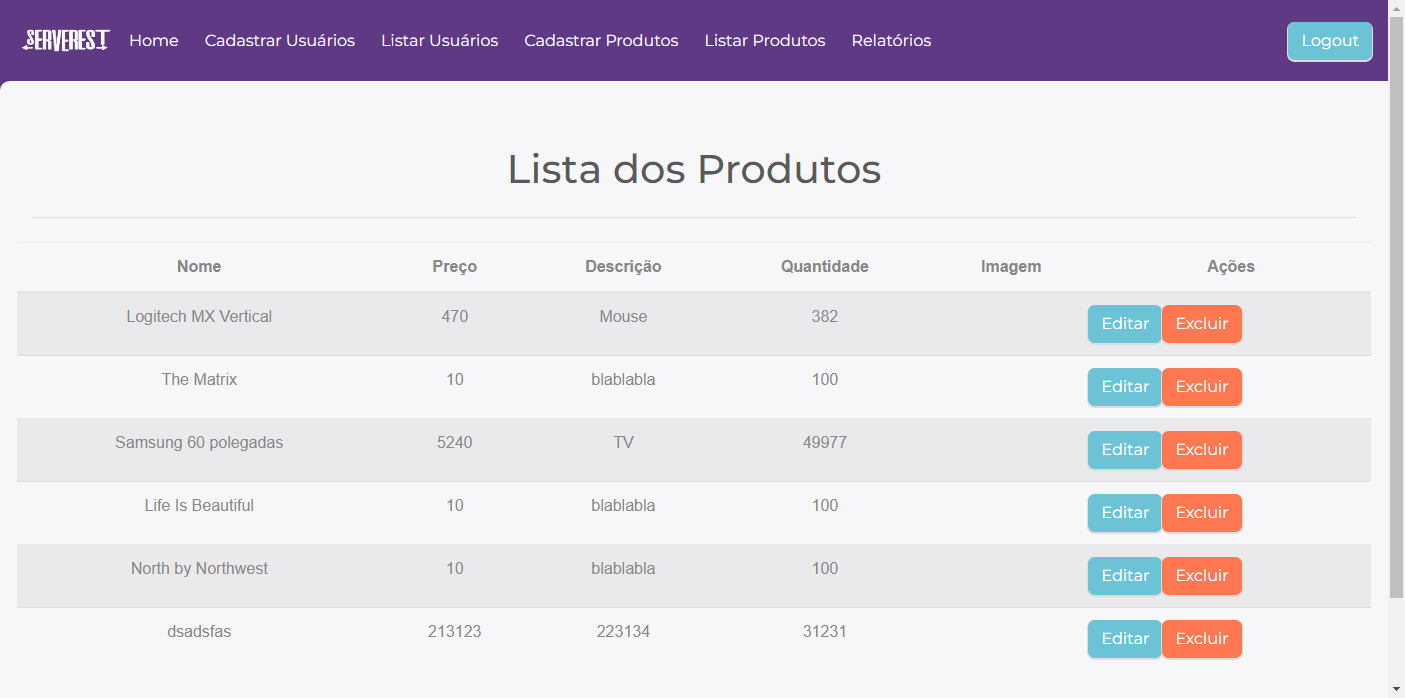 SERVEREST Home Cadastrar Usuários Listar Usuários Cadastrar Produtos Listar Produtos Relatórios Logout
Lista dos Produtos
Nome Preço Descrição Quantidade Imagem Ações
Logitech MX Vertical 470 Mouse 382 Editar Excluir
The Matrix 10 blablabla 100 Editar Excluir
Samsung 60 polegadas 5240 TV 49977 Editar Excluir
Life Is Beautiful 10 blablabla 100 Editar Excluir
North by Northwest 10 blablabla 100 Editar Excluir
dsadsfas 213123 223134 31231 Editar Excluir